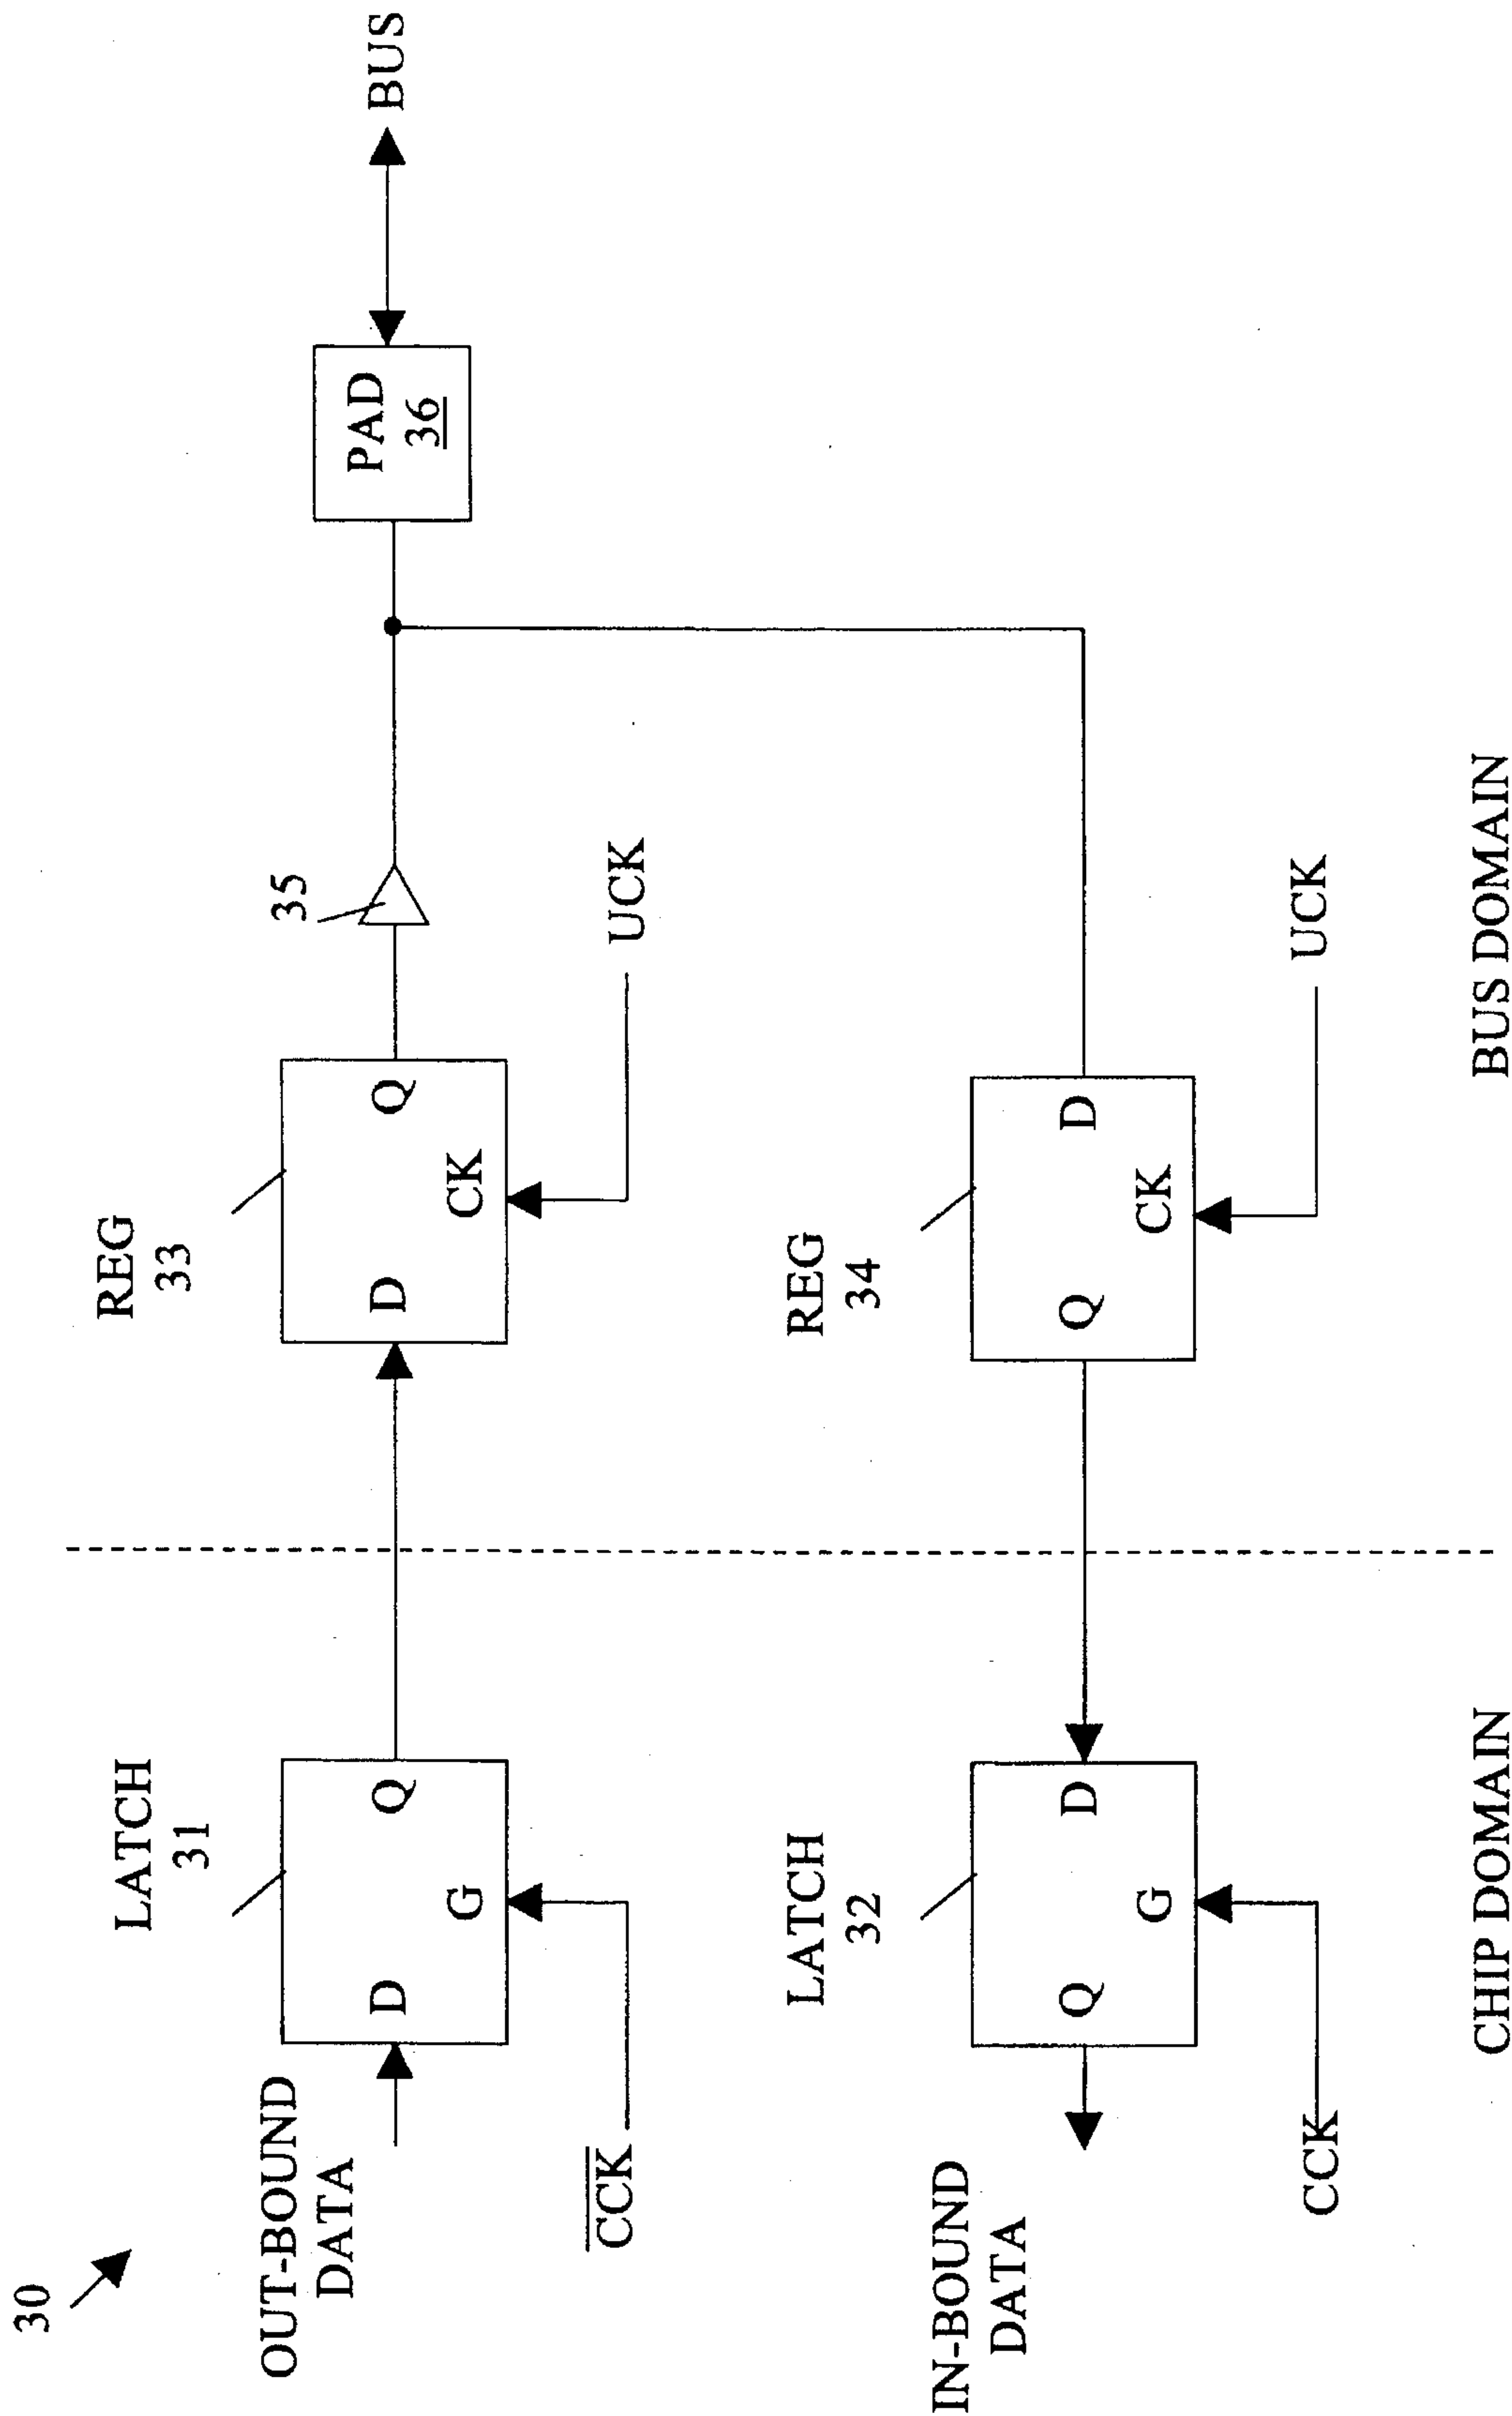 30
OUT-BOUND
DATA
LATCH
31
D
Q
G
C̅C̅K̅
REG
33
D
Q
CK
UCK
35
PAD
36
BUS
IN-BOUND
DATA
LATCH
32
Q
D
G
CCK
REG
34
Q
D
CK
UCK
CHIP DOMAIN
BUS DOMAIN